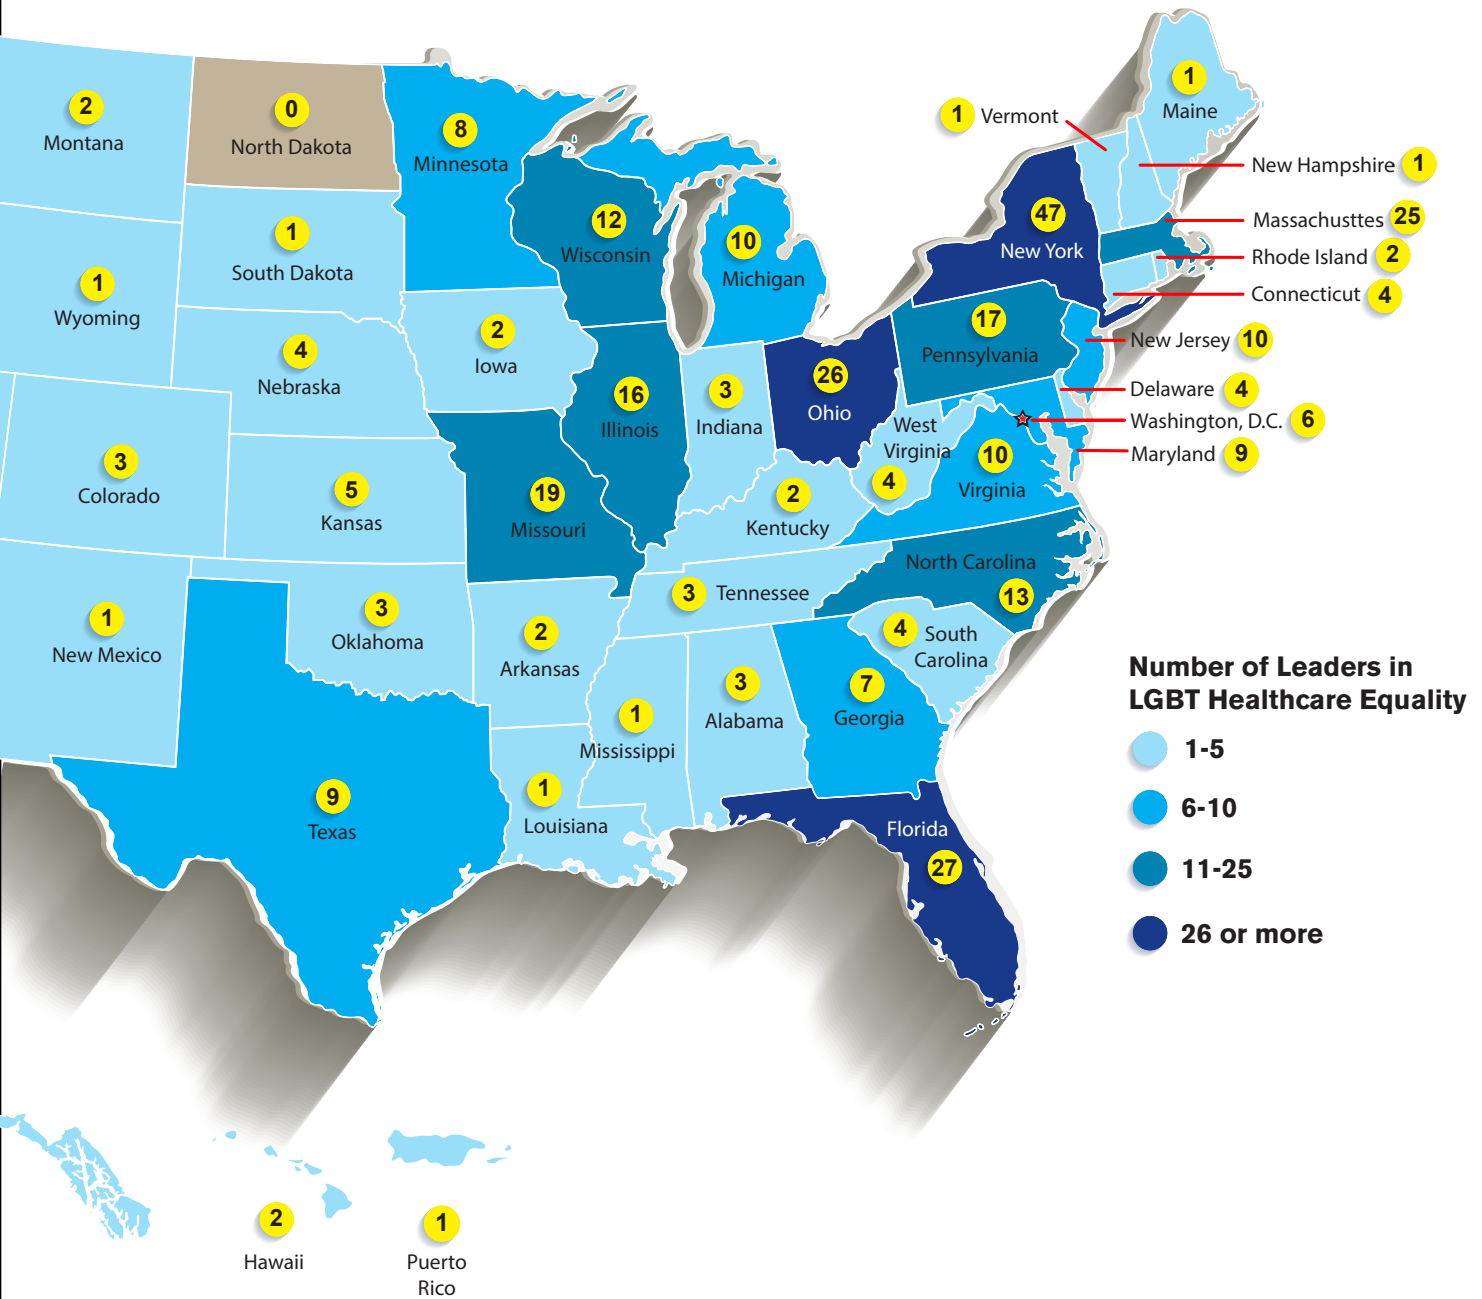 1
Maine
1 Vermont
New Hampshire 1
Massachusttes 25
Rhode Island 2
Connecticut 4
2
Montana
0
North Dakota
8
Minnesota
12
Wisconsin
10
Michigan
47
New York
1
South Dakota
1
Wyoming
4
Nebraska
2
Iowa
16
Illinois
3
Indiana
26
Ohio
17
Pennsylvania
New Jersey 10
Delaware 4
Washington, D.C. 6
Maryland 9
West
Virginia
4
10
Virginia
3
Colorado
5
Kansas
19
Missouri
2
Kentucky
North Carolina
13
3 Tennessee
1
New Mexico
3
Oklahoma
2
Arkansas
4 South
Carolina
1
Mississippi
3
Alabama
7
Georgia
9
Texas
1
Louisiana
Florida
27
Number of Leaders in
LGBT Healthcare Equality
1-5
6-10
11-25
26 or more
2
Hawaii
1
Puerto
Rico